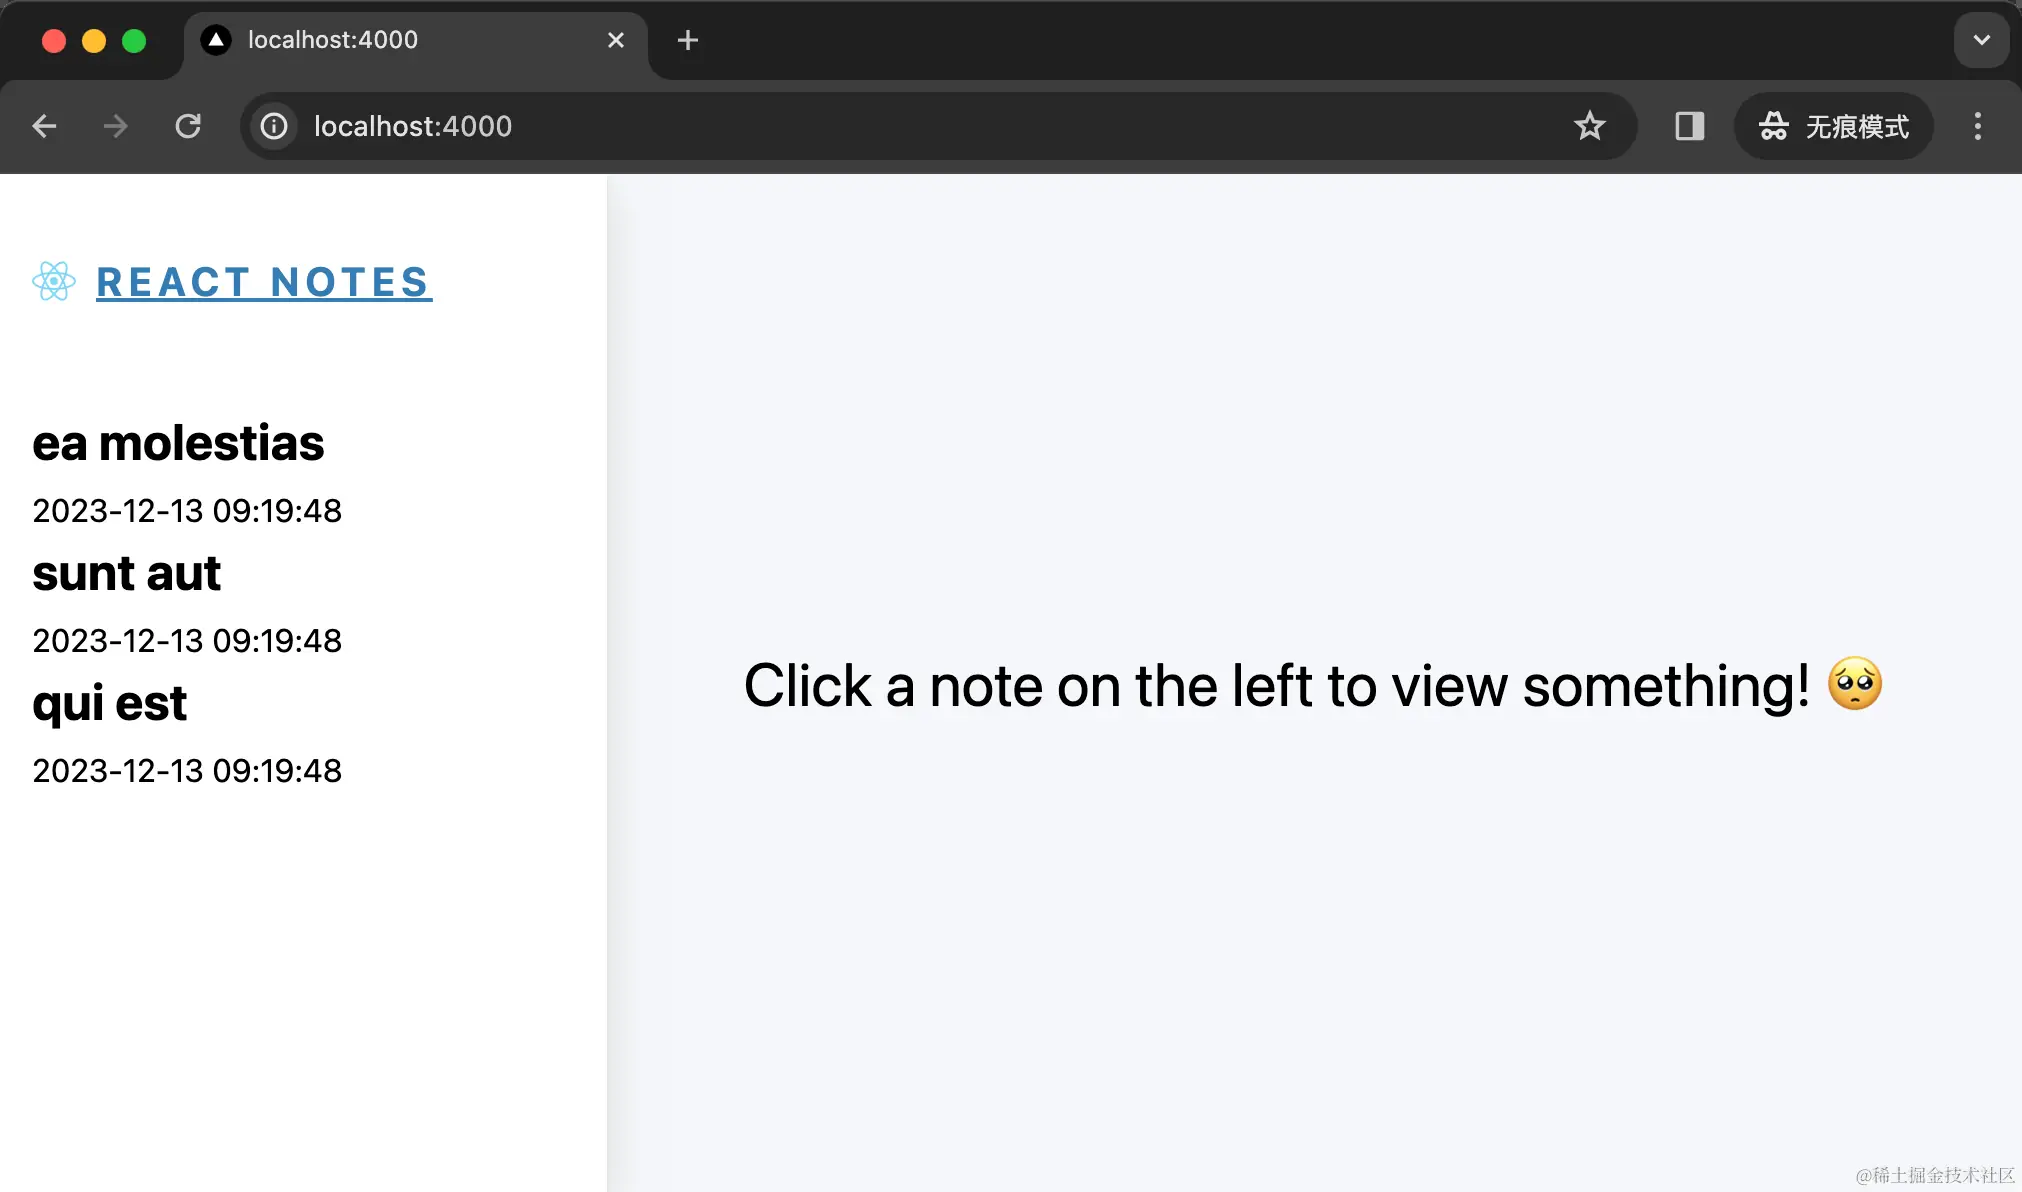 localhost:4000
localhost:4000
无痕模式
REACT NOTES
ea molestias
2023-12-13 09:19:48
sunt aut
2023-12-13 09:19:48
qui est
2023-12-13 09:19:48
Click a note on the left to view something! 🥺
@稀土掘金技术社区